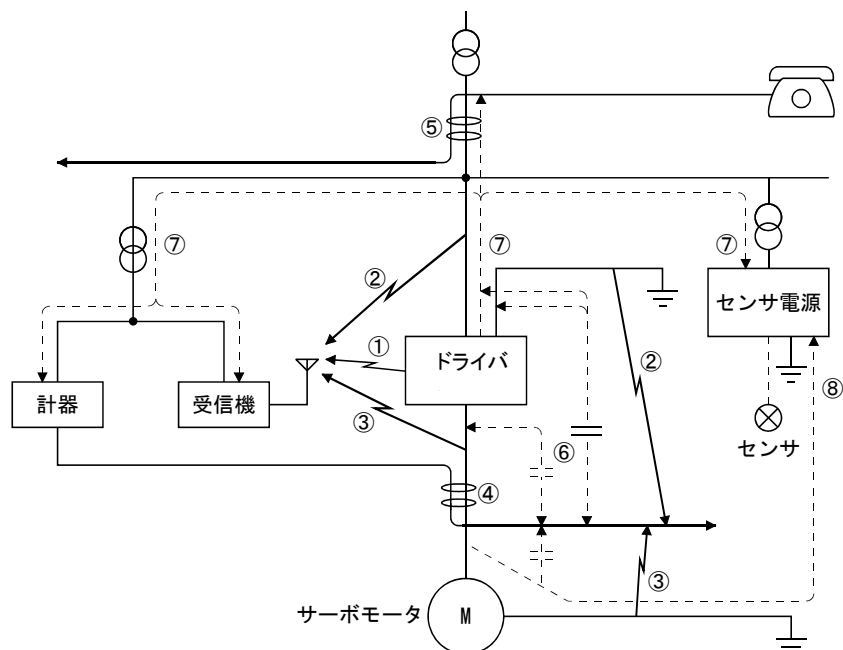 ⑤
⑦
⑦
⑦
②
センサ電源
①
ドライバ
②
⑧
計器
受信機
③
センサ
⑥
④
③
サーボモータ
M